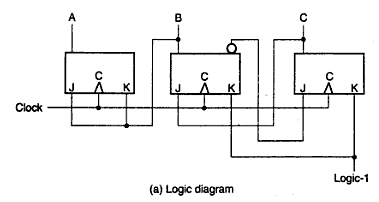 A B C
C C C
J K J K J K
Clock
Logic-1
(a) Logic diagram